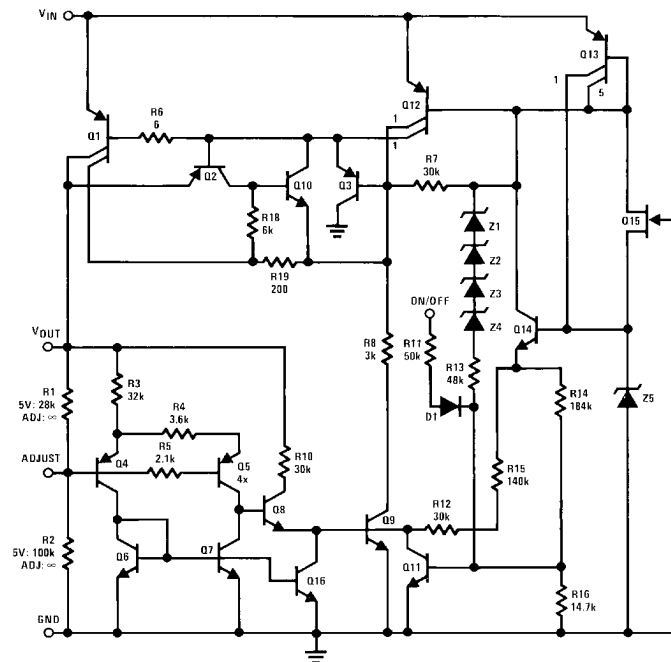 VIN
Q13
1
5
Q12
1
1
R6
6
Q1
Q2
Q10
Q3
R7
30k
R18
6k
R19
200
Z1
Z2
Z3
Z4
Q15
ON/OFF
R11
50k
Q14
R8
3k
R13
48k
D1
Z5
VOUT
R1
5V: 28k
ADJ: ∞
R3
32k
R4
3.6k
R5
2.1k
R10
30k
R14
184k
R15
140k
ADJUST
Q4
Q5
4x
Q8
Q9
R12
30k
R2
5V: 100k
ADJ: ∞
Q6
Q7
Q16
Q11
R16
14.7k
GND